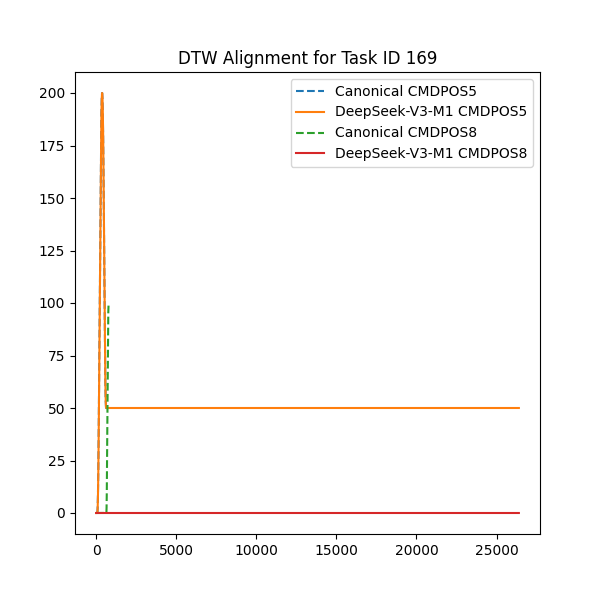 DTW Alignment for Task ID 169
Canonical CMDPOS5
DeepSeek-V3-M1 CMDPOS5
Canonical CMDPOS8
DeepSeek-V3-M1 CMDPOS8
200
175
150
125
100
75
50
25
0
0 5000 10000 15000 20000 25000